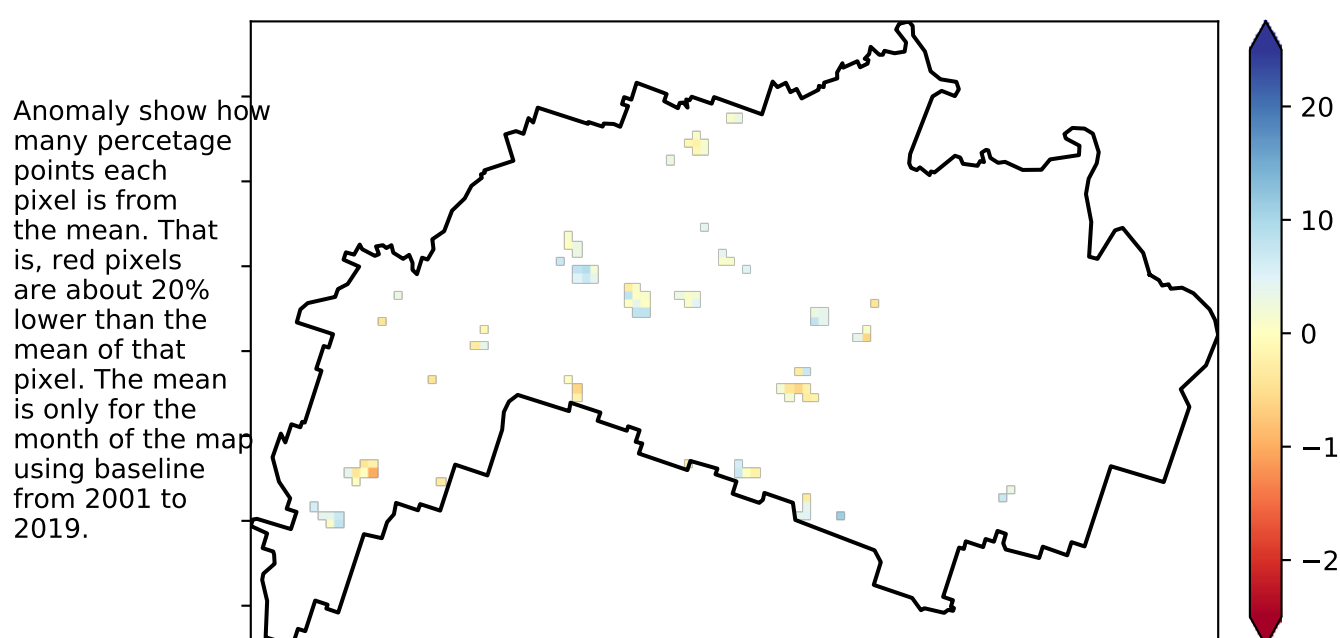 Anomaly show how
many percetage
points each
pixel is from
the mean. That
is, red pixels
are about 20%
lower than the
mean of that
pixel. The mean
is only for the
month of the map
using baseline
from 2001 to
2019.
20
10
0
−1
−2